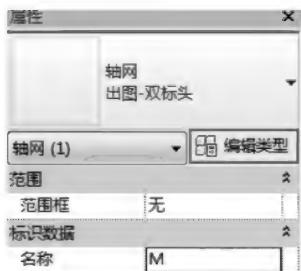 属性
轴网
出图-双标头
轴网 (1)
编辑类型
范围
范围框 无
标识数据
名称 M